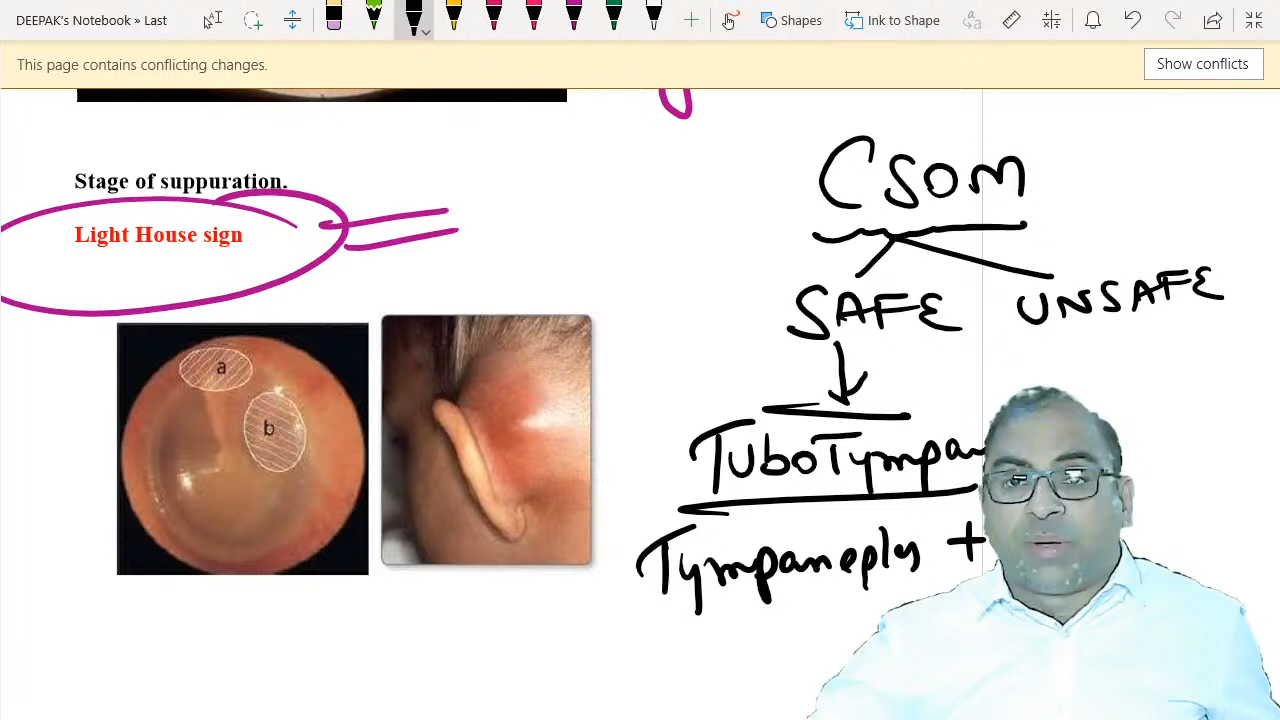 DEEPAK's Notebook » Last
Shapes
Ink to Shape
This page contains conflicting changes.
Show conflicts
Stage of suppuration.
Light House sign
a
b
CSOM
SAFE UNSAFE
TuboTympan
Tympaneplsy +